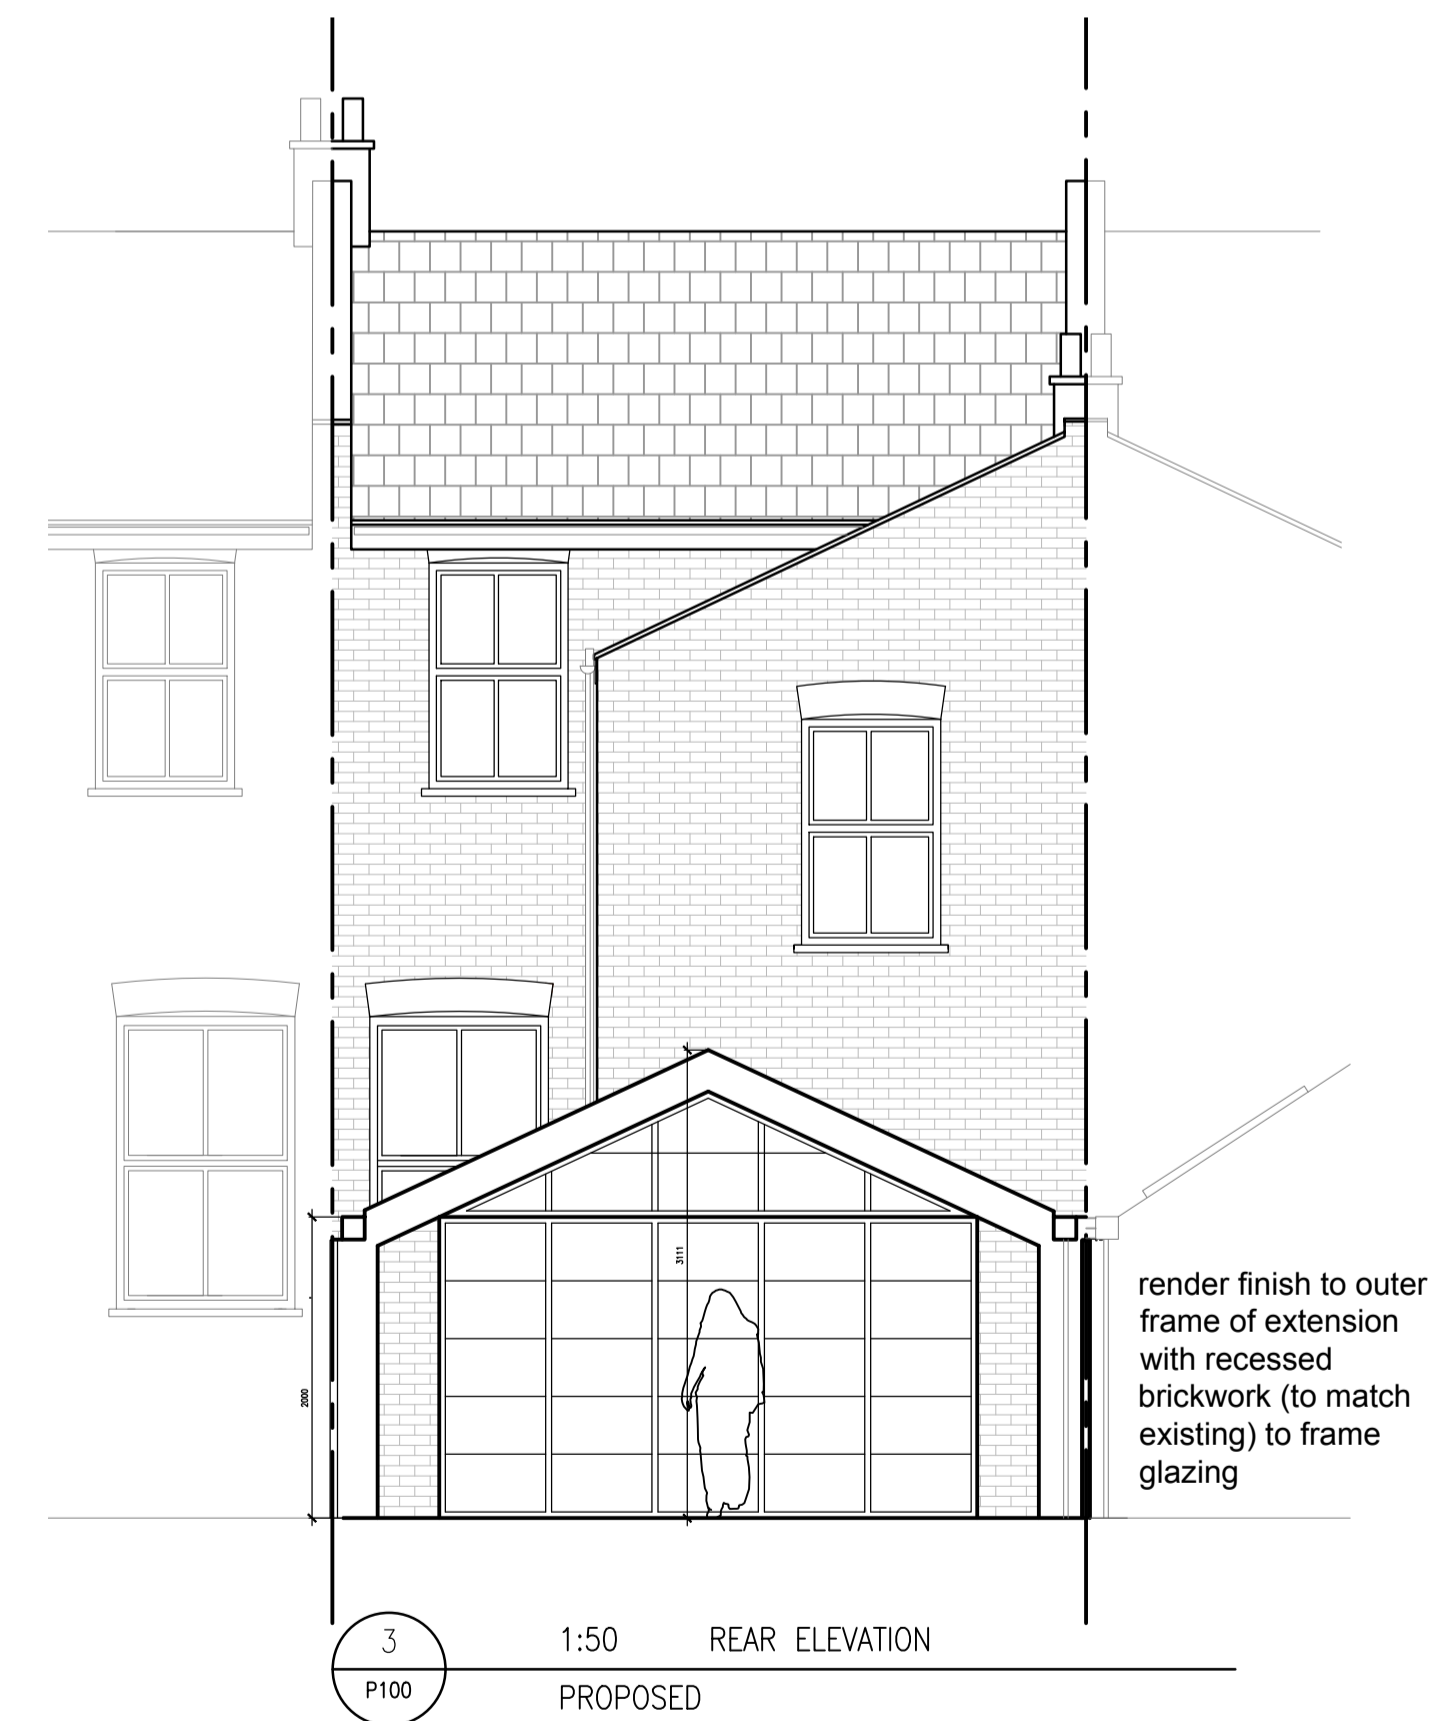 3111
2000
render finish to outer
frame of extension
with recessed
brickwork (to match
existing) to frame
glazing
3
1:50 REAR ELEVATION
P100
PROPOSED